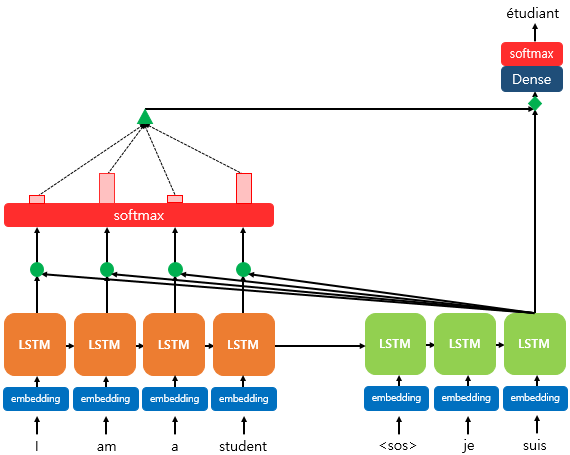 étudiant
softmax
Dense
softmax
LSTM LSTM LSTM LSTM LSTM LSTM LSTM
embedding embedding embedding embedding embedding embedding embedding
I am a student <sos> je suis